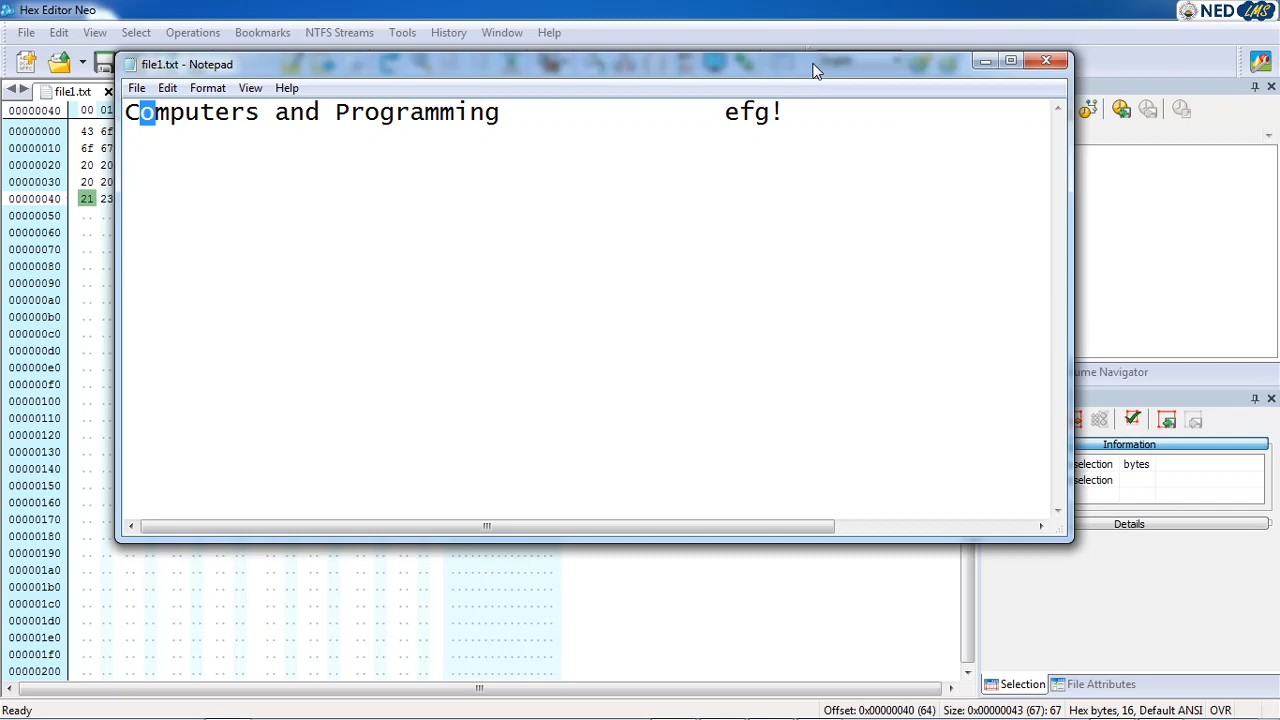 Hex Editor Neo
NED LMS
File Edit View Select Operations Bookmarks NTFS Streams Tools History Window Help
file1.txt - Notepad
File Edit Format View Help
Computers and Programming efg!
file1.txt
00000040 00 01
00000000 43 6f
00000010 6f 67
00000020 20 20
00000030 20 20
00000040 21 23
00000050
00000060
00000070
00000080
00000090
000000a0
000000b0
000000c0
000000d0
000000e0
000000f0
00000100
00000110
00000120
00000130
00000140
00000150
00000160
00000170
00000180
00000190
000001a0
000001b0
000001c0
000001d0
000001e0
000001f0
00000200
ume Navigator
Information
selection bytes
selection
Details
Selection File Attributes
Ready Offset: 0x00000040 (64) Size: 0x00000043 (67): 67 Hex bytes, 16, Default ANSI OVR